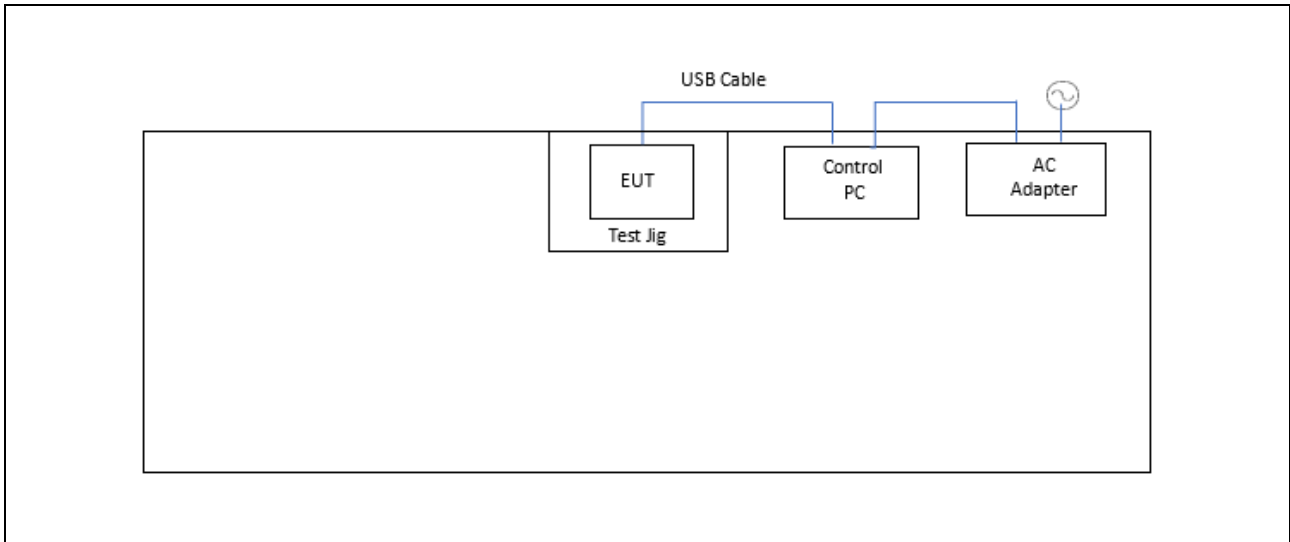 USB Cable
EUT
Test Jig
Control
PC
AC
Adapter